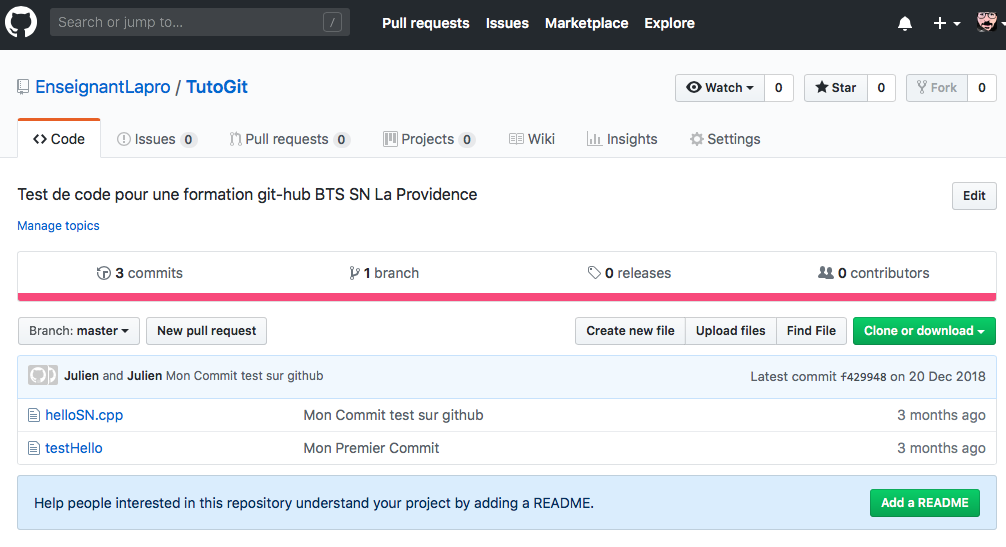 Search or jump to... / Pull requests Issues Marketplace Explore
EnseignantLapro / TutoGit Watch 0 Star 0 Fork 0
Code Issues 0 Pull requests 0 Projects 0 Wiki Insights Settings
Test de code pour une formation git-hub BTS SN La Providence Edit
Manage topics
3 commits 1 branch 0 releases 0 contributors
Branch: master New pull request Create new file Upload files Find File Clone or download
Julien and Julien Mon Commit test sur github Latest commit f429948 on 20 Dec 2018
helloSN.cpp Mon Commit test sur github 3 months ago
testHello Mon Premier Commit 3 months ago
Help people interested in this repository understand your project by adding a README. Add a README